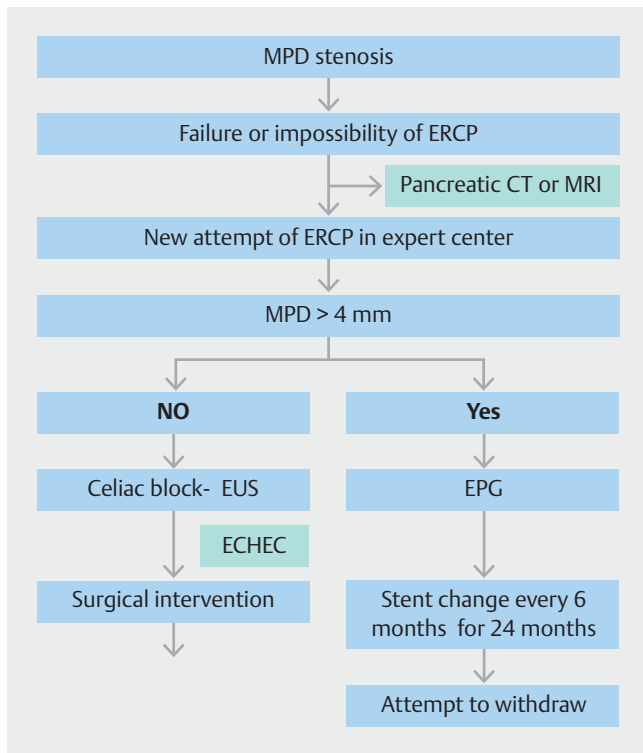 MPD stenosis
Failure or impossibility of ERCP
Pancreatic CT or MRI
New attempt of ERCP in expert center
MPD > 4 mm
NO
Yes
Celiac block- EUS
EPG
ECHEC
Surgical intervention
Stent change every 6
months for 24 months
Attempt to withdraw